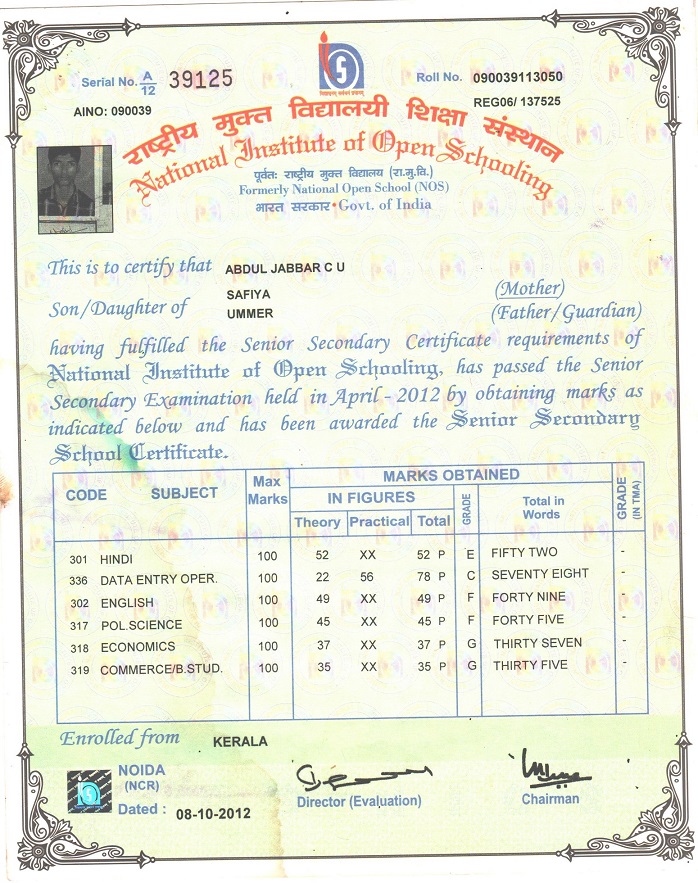 Serial No. A/12 39125
Roll No. 090039113050
AINO: 090039
REG06/ 137525
राष्ट्रीय मुक्त विद्यालयी शिक्षा संस्थान
National Institute of Open Schooling
पूर्वतः राष्ट्रीय मुक्त विद्यालय (रा.मु.वि.)
Formerly National Open School (NOS)
भारत सरकार • Govt. of India
This is to certify that ABDUL JABBAR C U
SAFIYA (Mother)
Son/Daughter of UMMER (Father/Guardian)
having fulfilled the Senior Secondary Certificate requirements of
National Institute of Open Schooling, has passed the Senior
Secondary Examination held in April - 2012 by obtaining marks as
indicated below and has been awarded the Senior Secondary
School Certificate.
CODE SUBJECT Max Marks MARKS OBTAINED GRADE (IN TMA)
IN FIGURES GRADE Total in Words
Theory Practical Total
301 HINDI 100 52 XX 52 P E FIFTY TWO -
336 DATA ENTRY OPER. 100 22 56 78 P C SEVENTY EIGHT -
302 ENGLISH 100 49 XX 49 P F FORTY NINE -
317 POL.SCIENCE 100 45 XX 45 P F FORTY FIVE -
318 ECONOMICS 100 37 XX 37 P G THIRTY SEVEN -
319 COMMERCE/B.STUD. 100 35 XX 35 P G THIRTY FIVE -
Enrolled from KERALA
NOIDA
(NCR)
Dated : 08-10-2012
Director (Evaluation)
Chairman